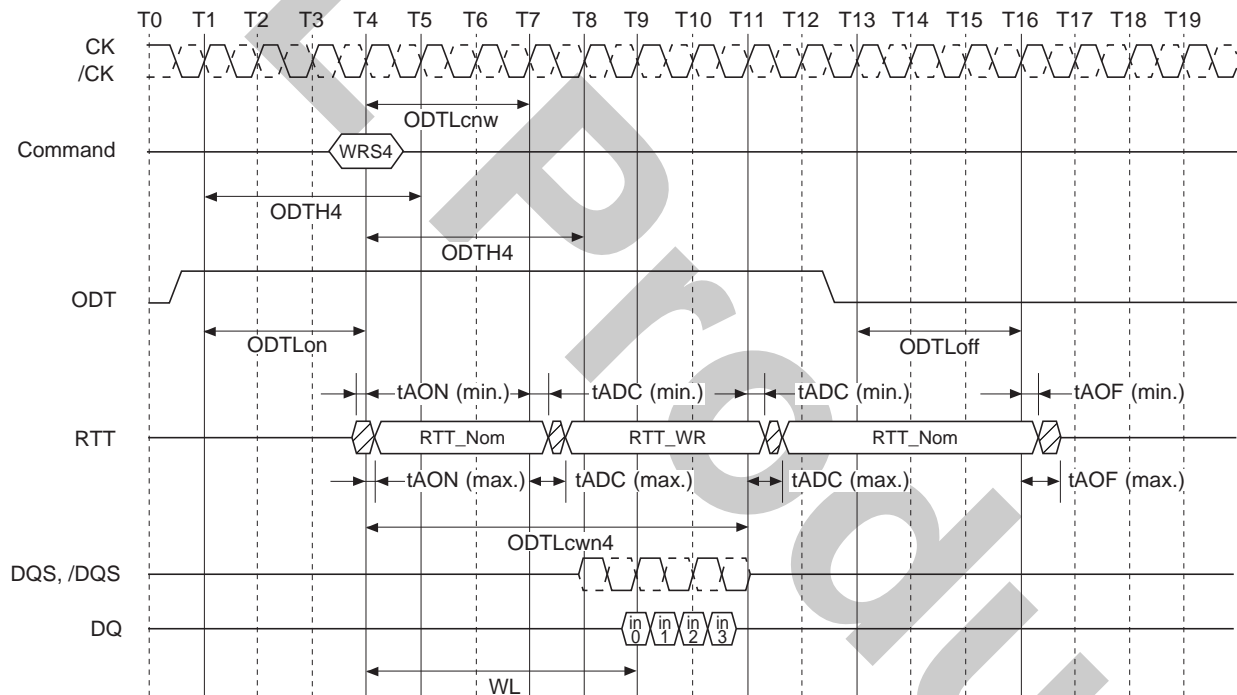 T0 T1 T2 T3 T4 T5 T6 T7 T8 T9 T10 T11 T12 T13 T14 T15 T16 T17 T18 T19
CK
/CK
ODTLcnw
Command
WRS4
ODTH4
ODTH4
ODT
ODTLon
ODTLoff
tAON (min.) tADC (min.) tADC (min.) tAOF (min.)
RTT
RTT_Nom RTT_WR RTT_Nom
tAON (max.) tADC (max.) tADC (max.) tAOF (max.)
ODTLcwn4
DQS, /DQS
DQ
in 0 in 1 in 2 in 3
WL